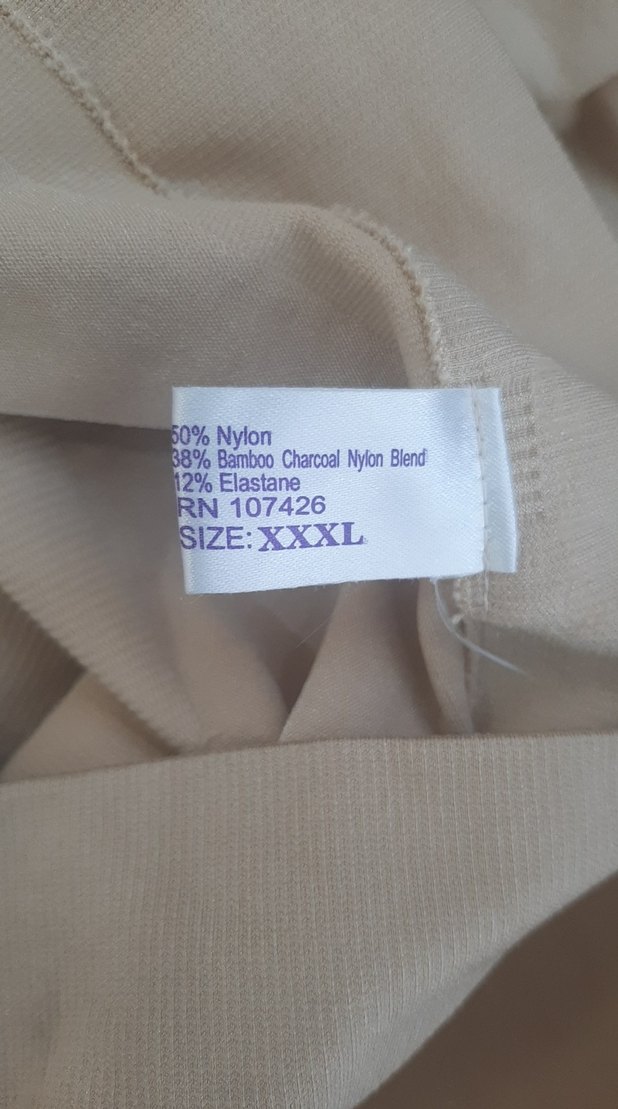 50% Nylon
38% Bamboo Charcoal Nylon Blend
12% Elastane
RN 107426
SIZE: XXXL